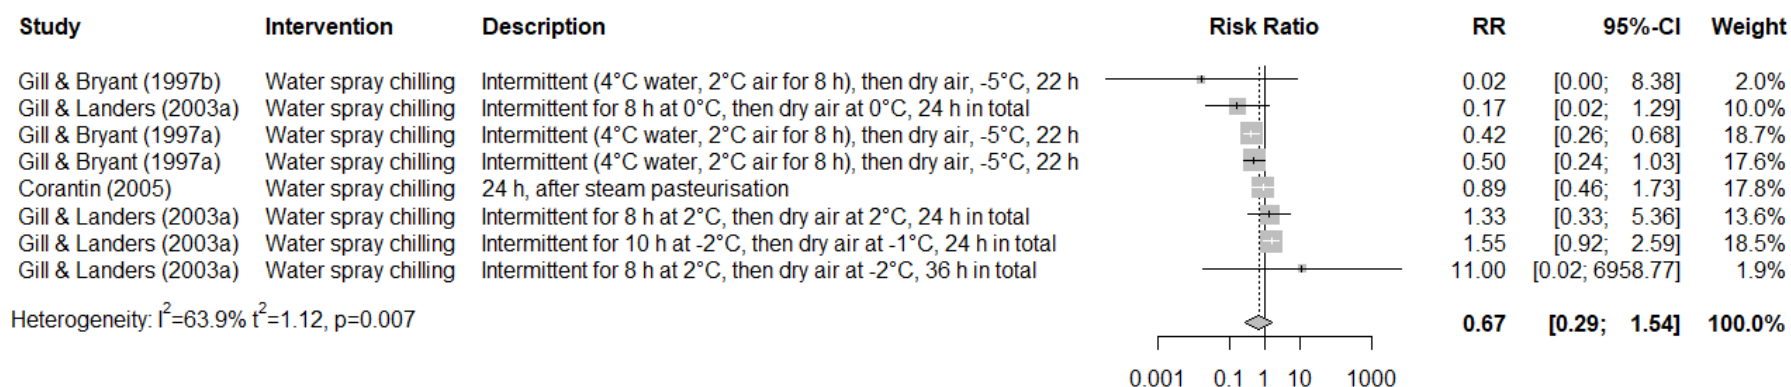 Study Intervention Description Risk Ratio RR 95%-CI Weight
Gill & Bryant (1997b) Water spray chilling Intermittent (4°C water, 2°C air for 8 h), then dry air, -5°C, 22 h 0.02 [0.00; 8.38] 2.0%
Gill & Landers (2003a) Water spray chilling Intermittent for 8 h at 0°C, then dry air at 0°C, 24 h in total 0.17 [0.02; 1.29] 10.0%
Gill & Bryant (1997a) Water spray chilling Intermittent (4°C water, 2°C air for 8 h), then dry air, -5°C, 22 h 0.42 [0.26; 0.68] 18.7%
Gill & Bryant (1997a) Water spray chilling Intermittent (4°C water, 2°C air for 8 h), then dry air, -5°C, 22 h 0.50 [0.24; 1.03] 17.6%
Corantin (2005) Water spray chilling 24 h, after steam pasteurisation 0.89 [0.46; 1.73] 17.8%
Gill & Landers (2003a) Water spray chilling Intermittent for 8 h at 2°C, then dry air at 2°C, 24 h in total 1.33 [0.33; 5.36] 13.6%
Gill & Landers (2003a) Water spray chilling Intermittent for 10 h at -2°C, then dry air at -1°C, 24 h in total 1.55 [0.92; 2.59] 18.5%
Gill & Landers (2003a) Water spray chilling Intermittent for 8 h at 2°C, then dry air at -2°C, 36 h in total 11.00 [0.02; 6958.77] 1.9%
Heterogeneity: I²=63.9% t²=1.12, p=0.007 0.67 [0.29; 1.54] 100.0%
0.001 0.1 1 10 1000